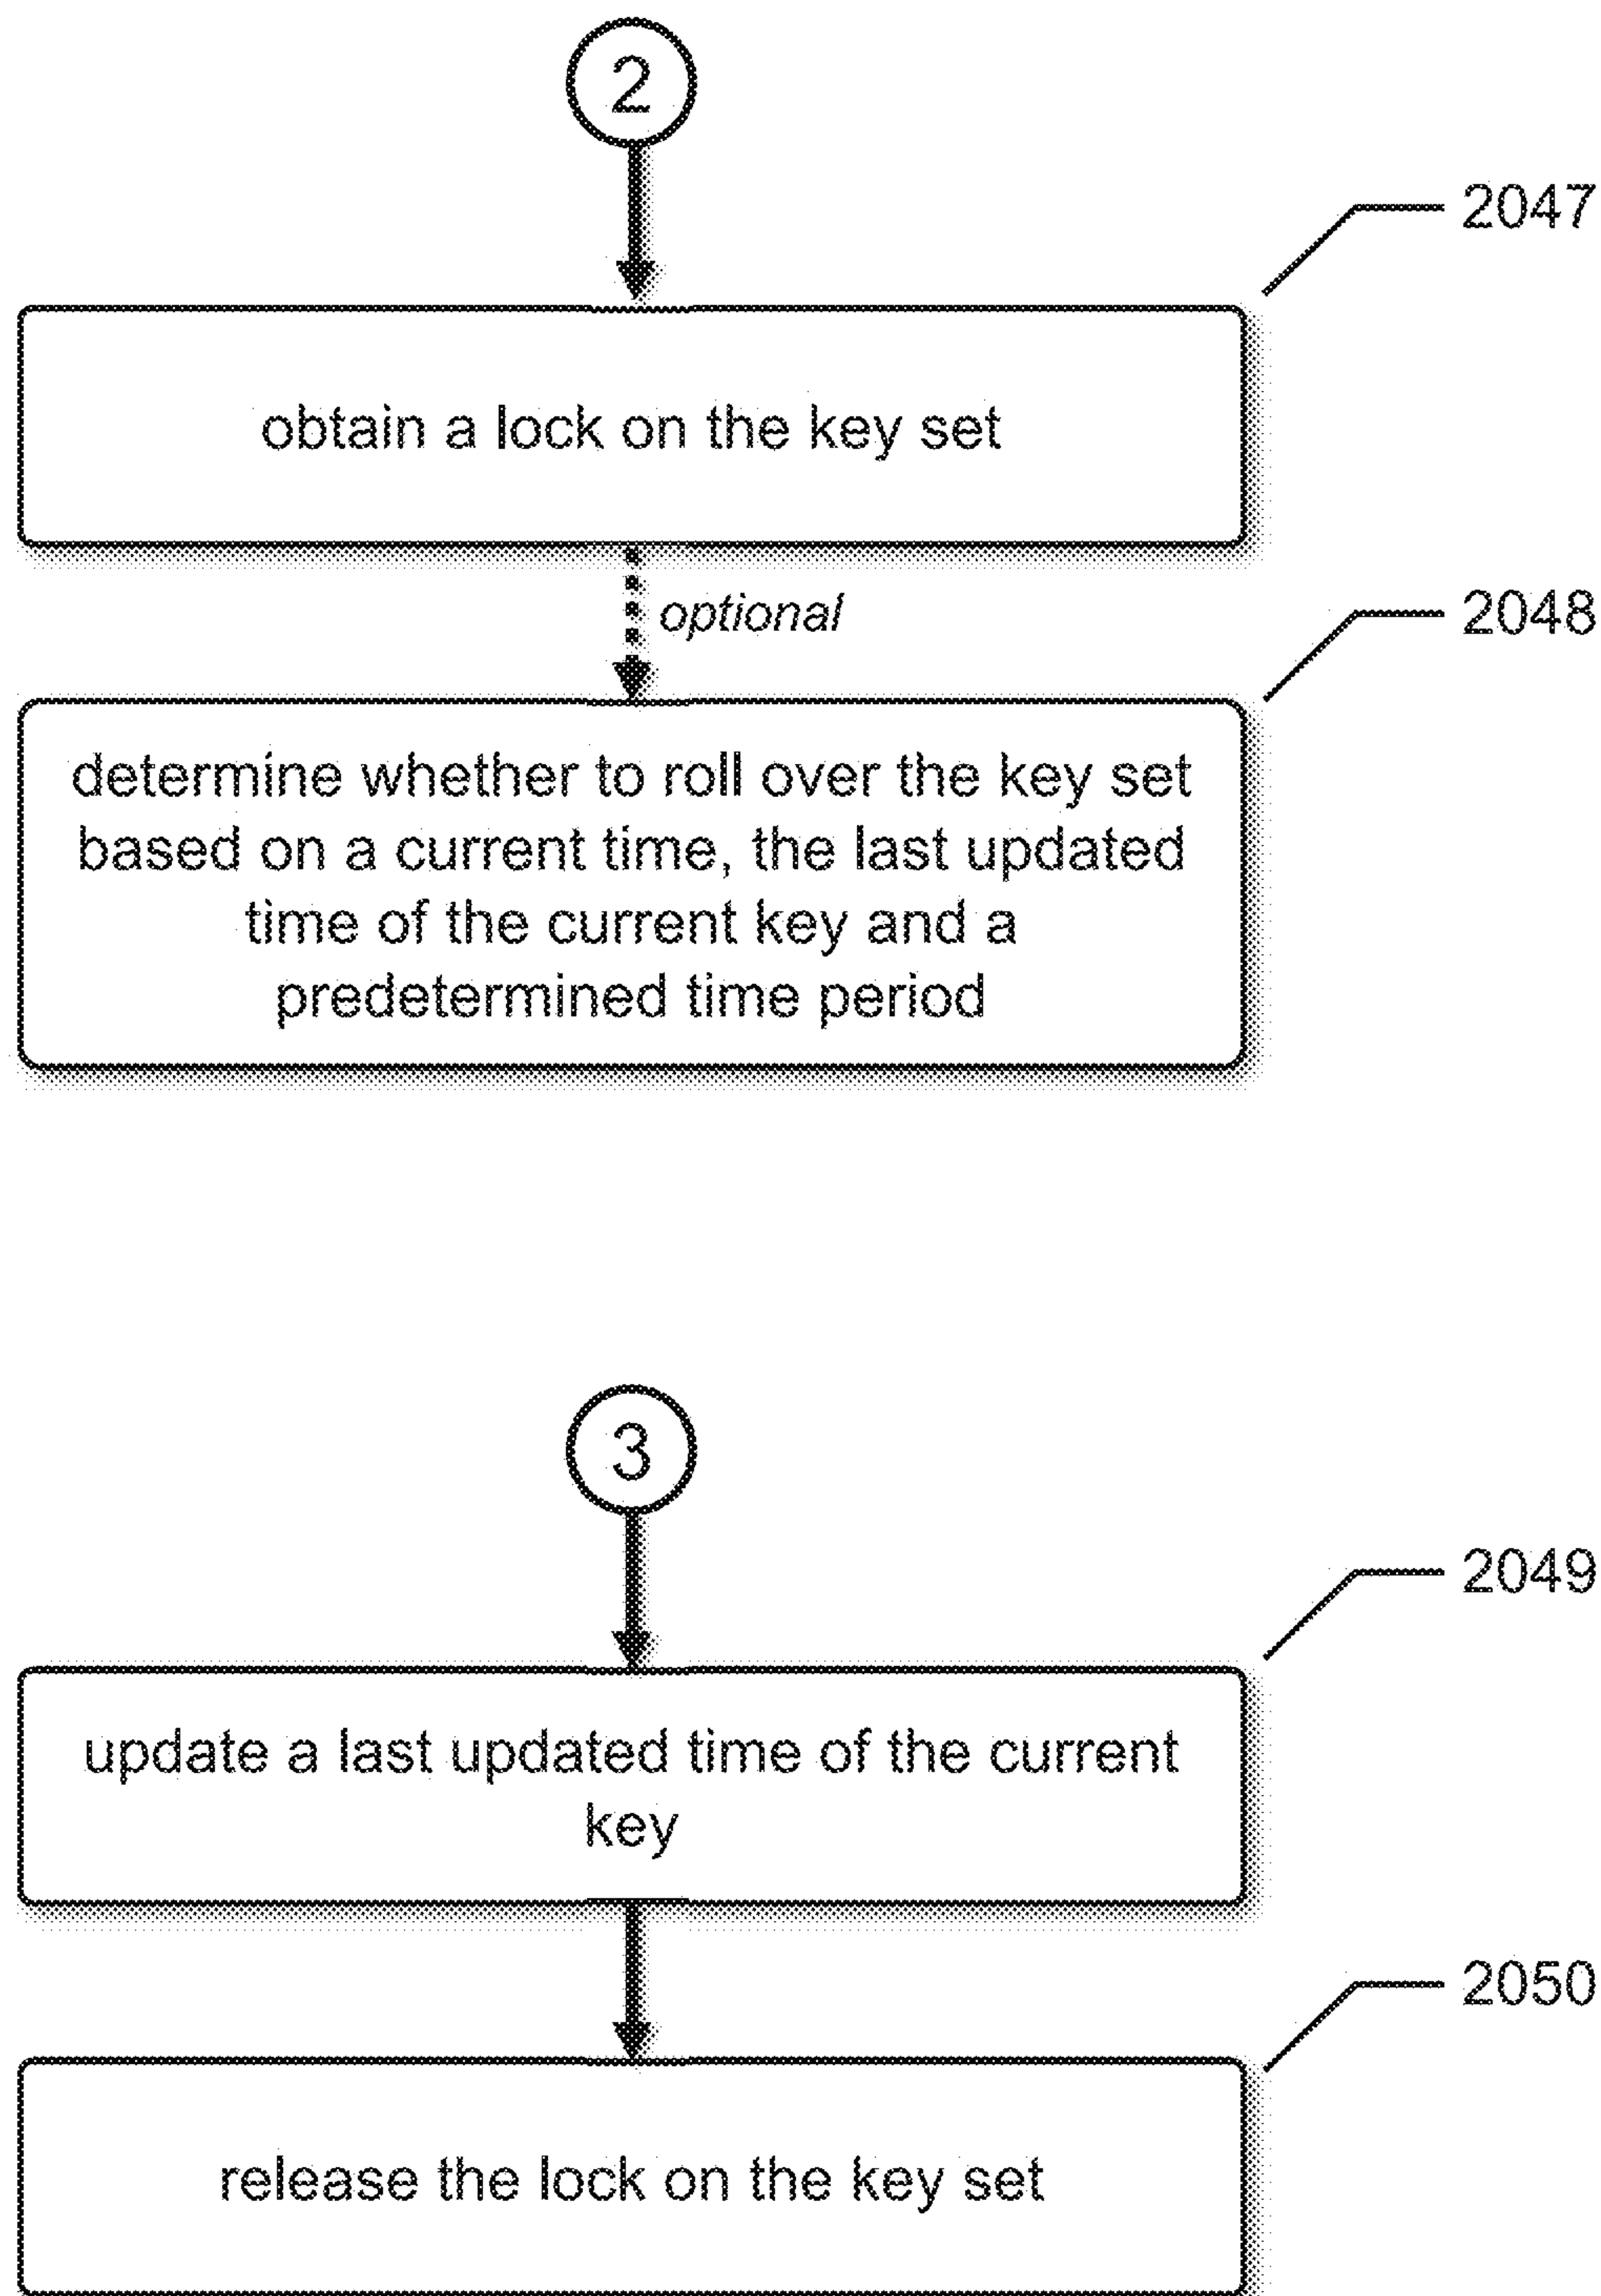 2
2047
obtain a lock on the key set
optional
2048
determine whether to roll over the key set
based on a current time, the last updated
time of the current key and a
predetermined time period
3
2049
update a last updated time of the current
key
2050
release the lock on the key set